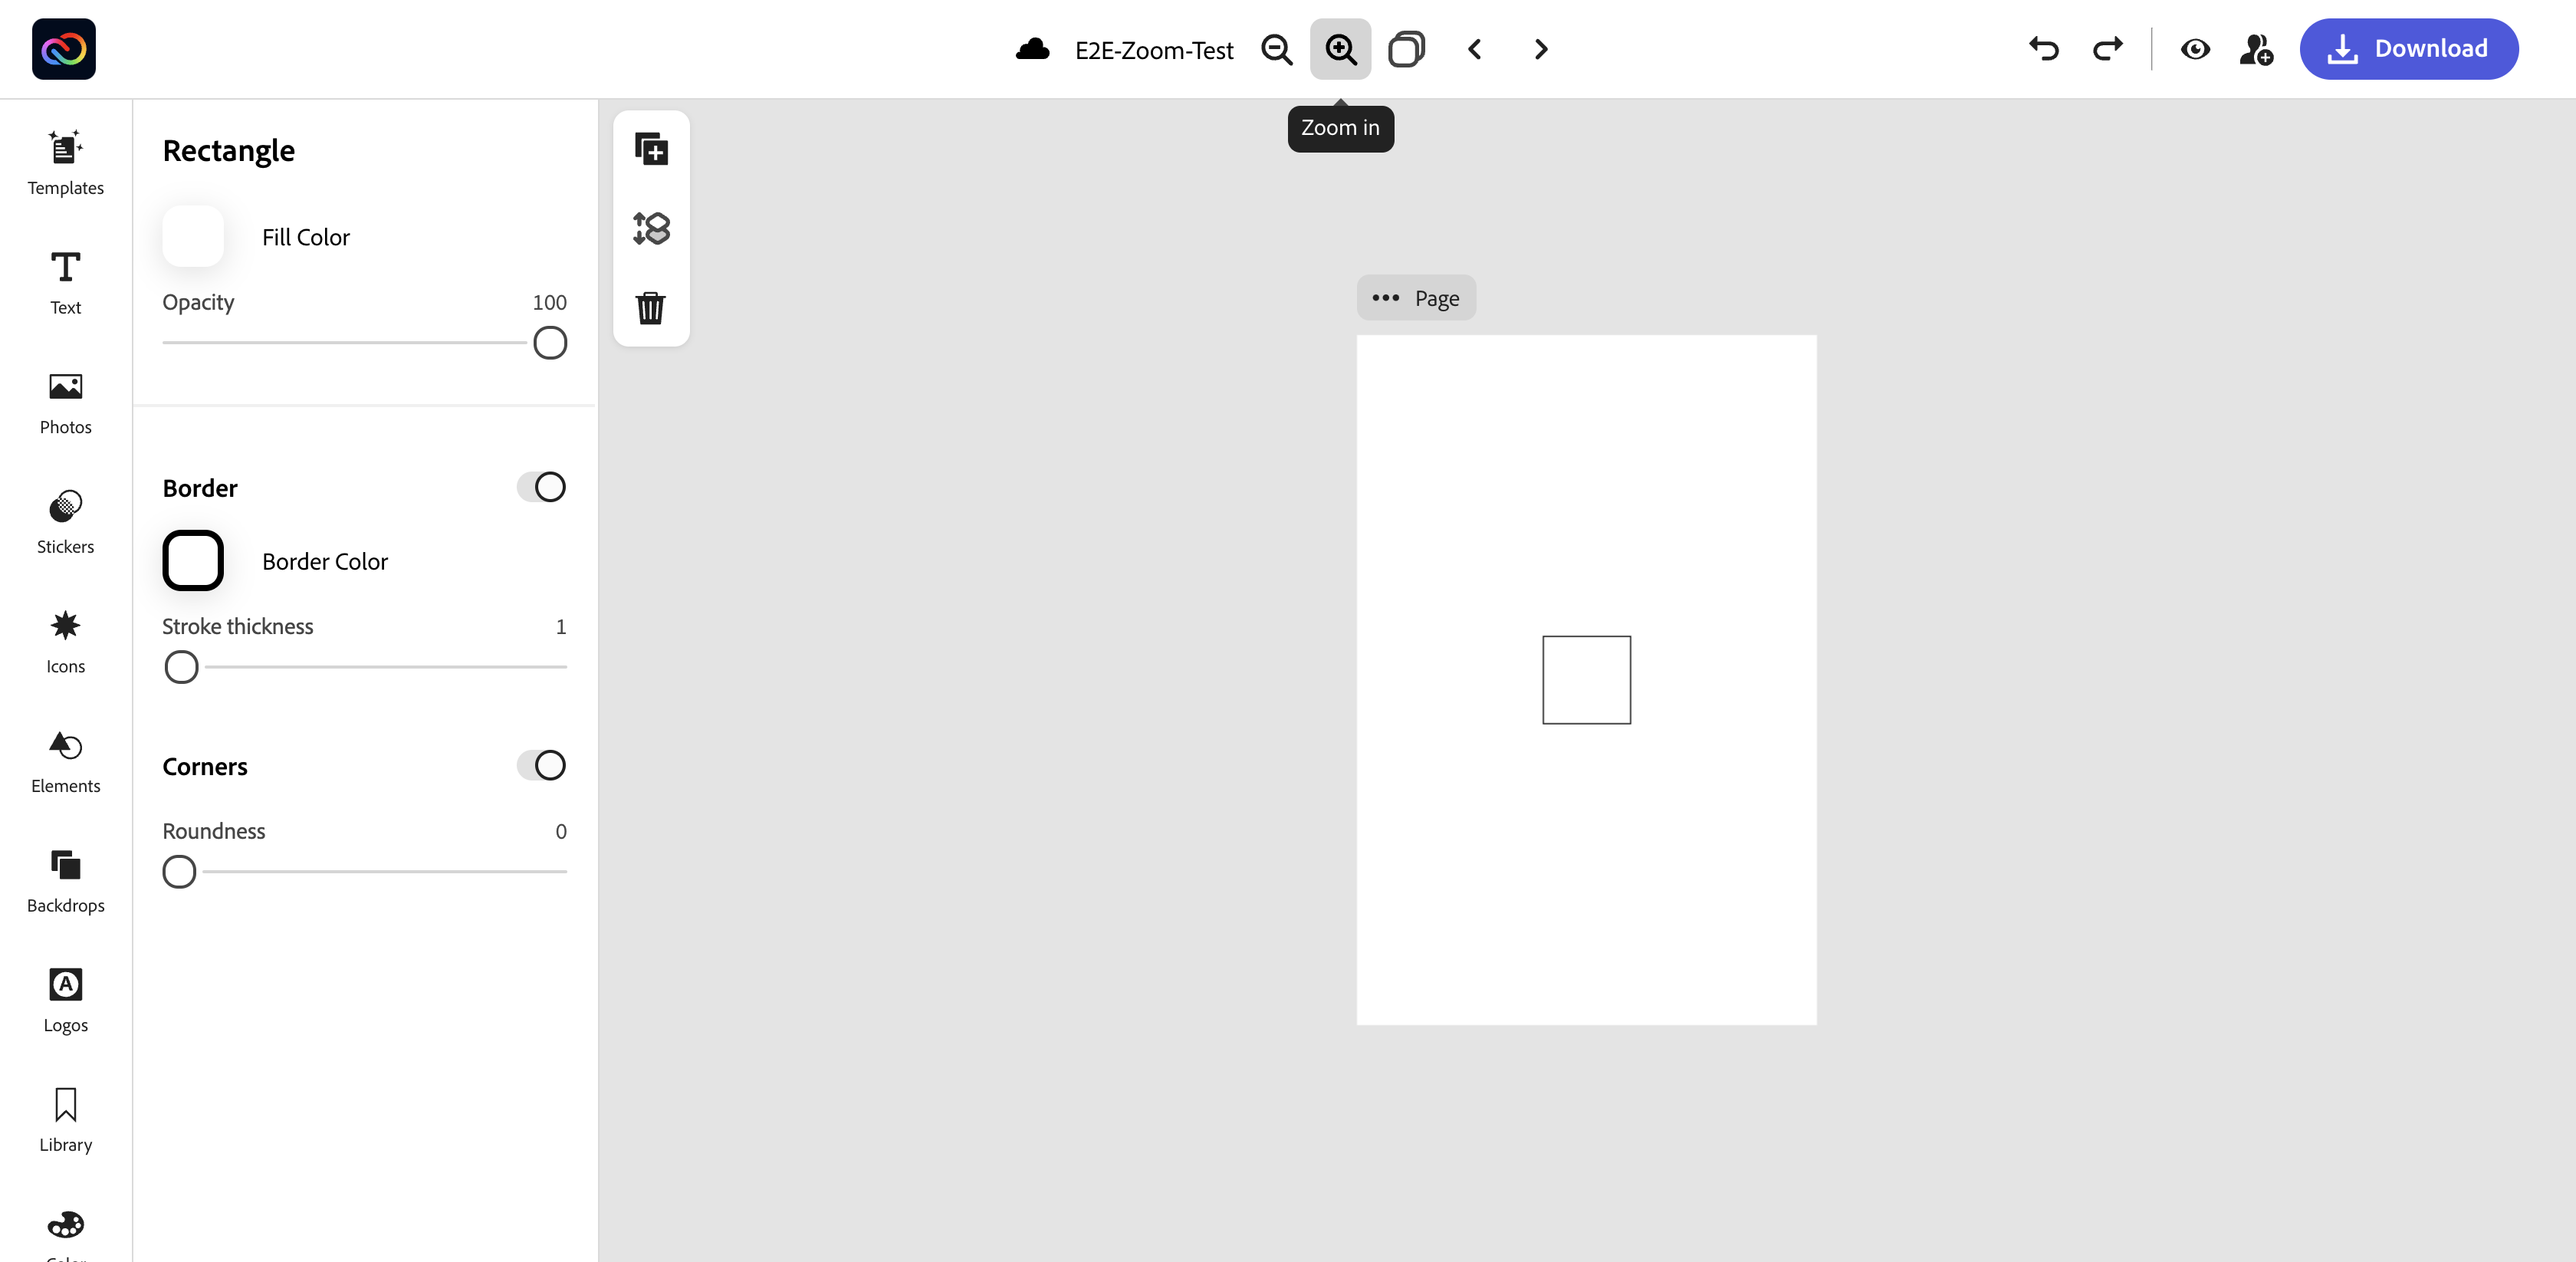 E2E-Zoom-Test
Download
Zoom in
Templates
Text
Photos
Stickers
Icons
Elements
Backdrops
Logos
Library
Rectangle
Fill Color
Opacity 100
Border
Border Color
Stroke thickness 1
Corners
Roundness 0
Page